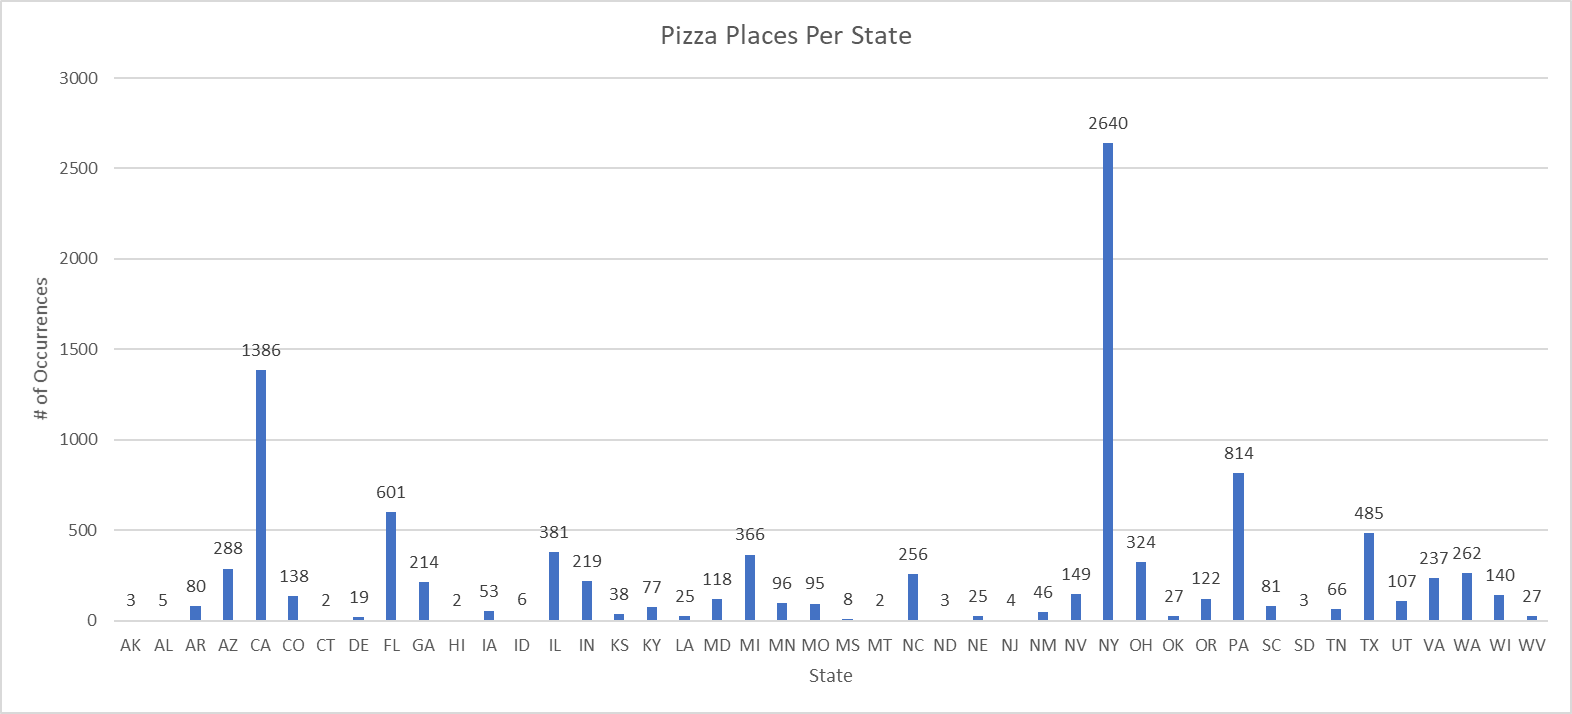 Pizza Places Per State
3000
2500
2000
1500
1000
500
0
# of Occurrences
3 5 80 288 1386 138 2 19 601 214 2 53 6 381 219 38 77 25 118 366 96 95 8 2 256 3 25 4 46 149 2640 324 27 122 814 81 3 66 485 107 237 262 140 27
AK AL AR AZ CA CO CT DE FL GA HI IA ID IL IN KS KY LA MD MI MN MO MS MT NC ND NE NJ NM NV NY OH OK OR PA SC SD TN TX UT VA WA WI WV
State